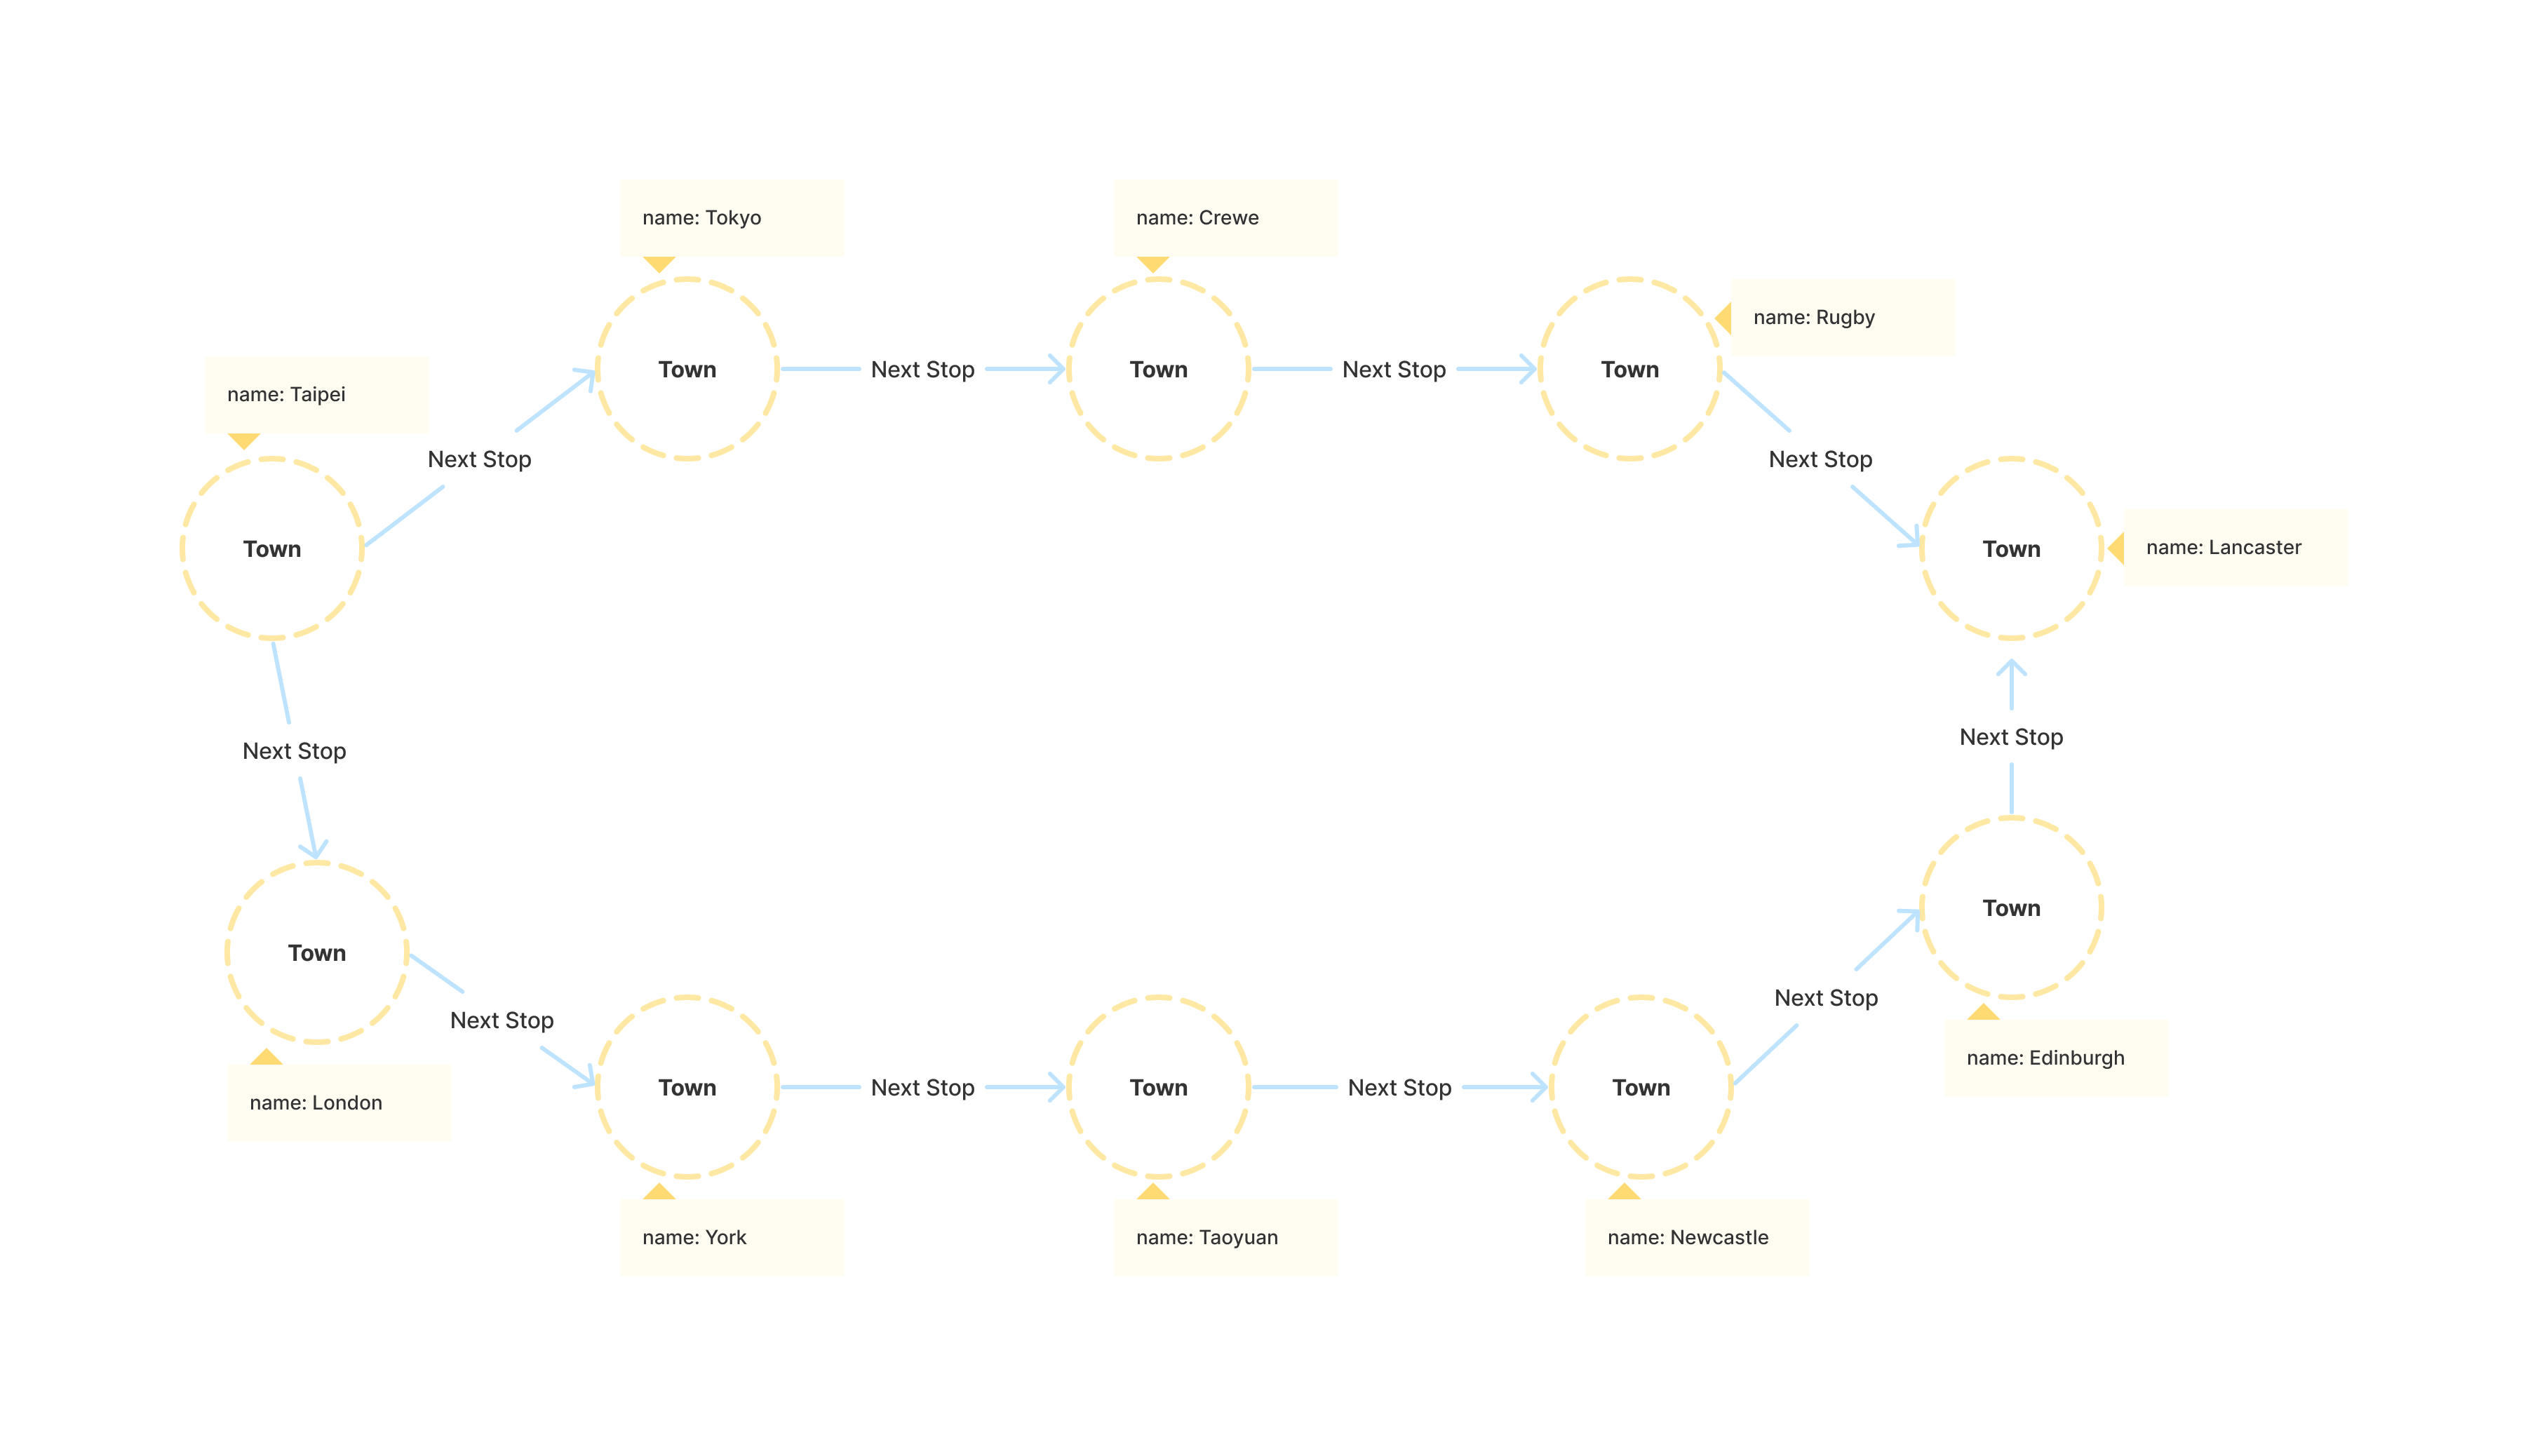 name: Tokyo
name: Crewe
name: Rugby
Town
Next Stop
Town
Next Stop
Town
name: Taipei
Next Stop
Next Stop
Town
Town
name: Lancaster
Next Stop
Next Stop
Town
Town
Next Stop
Next Stop
name: Edinburgh
name: London
Town
Next Stop
Town
Next Stop
Town
name: York
name: Taoyuan
name: Newcastle